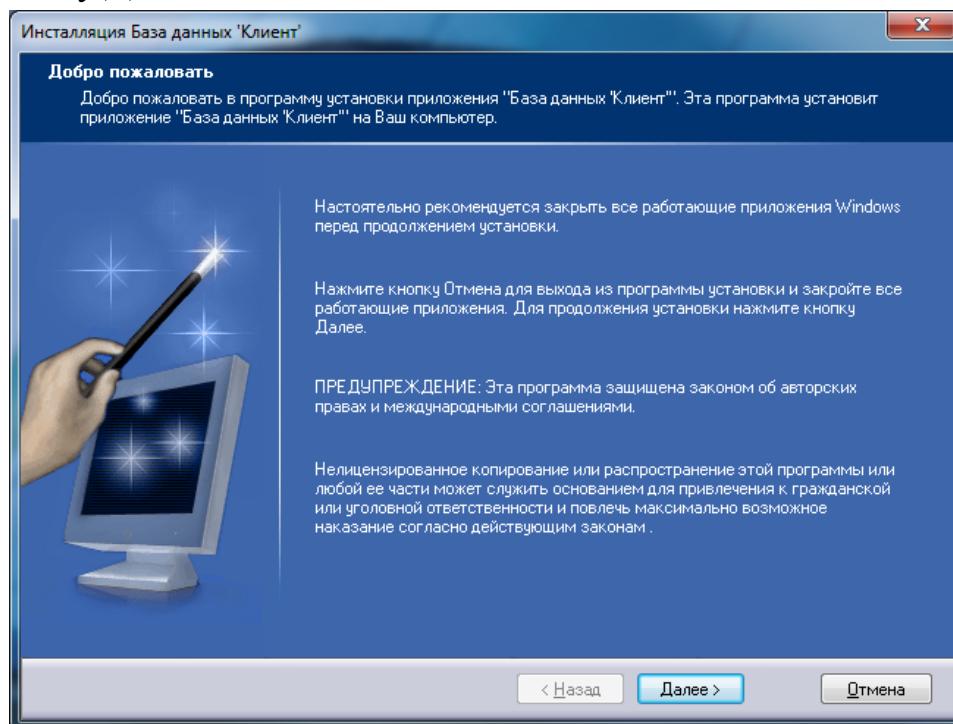 Инсталляция База данных 'Клиент'
Добро пожаловать
Добро пожаловать в программу установки приложения "База данных 'Клиент'". Эта программа установит
приложение "База данных 'Клиент'" на Ваш компьютер.
Настоятельно рекомендуется закрыть все работающие приложения Windows
перед продолжением установки.
Нажмите кнопку Отмена для выхода из программы установки и закройте все
работающие приложения. Для продолжения установки нажмите кнопку
Далее.
ПРЕДУПРЕЖДЕНИЕ: Эта программа защищена законом об авторских
правах и международными соглашениями.
Нелицензированное копирование или распространение этой программы или
любой ее части может служить основанием для привлечения к гражданской
или уголовной ответственности и повлечь максимально возможное
наказание согласно действующим законам .
< Назад Далее > Отмена